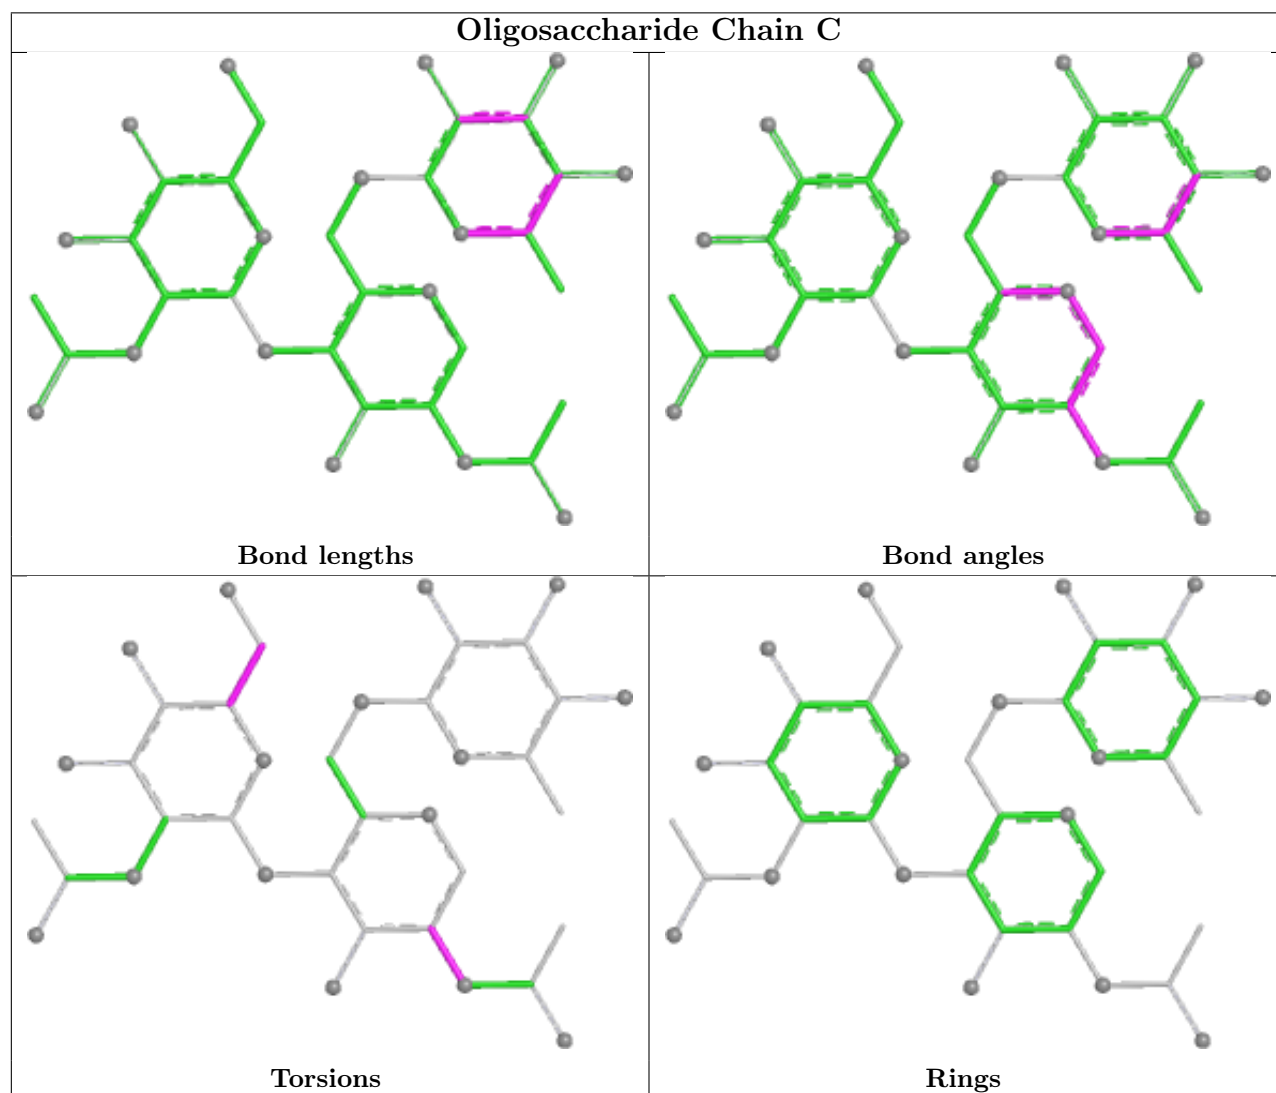 Oligosaccharide Chain C
Bond lengths
Bond angles
Torsions
Rings